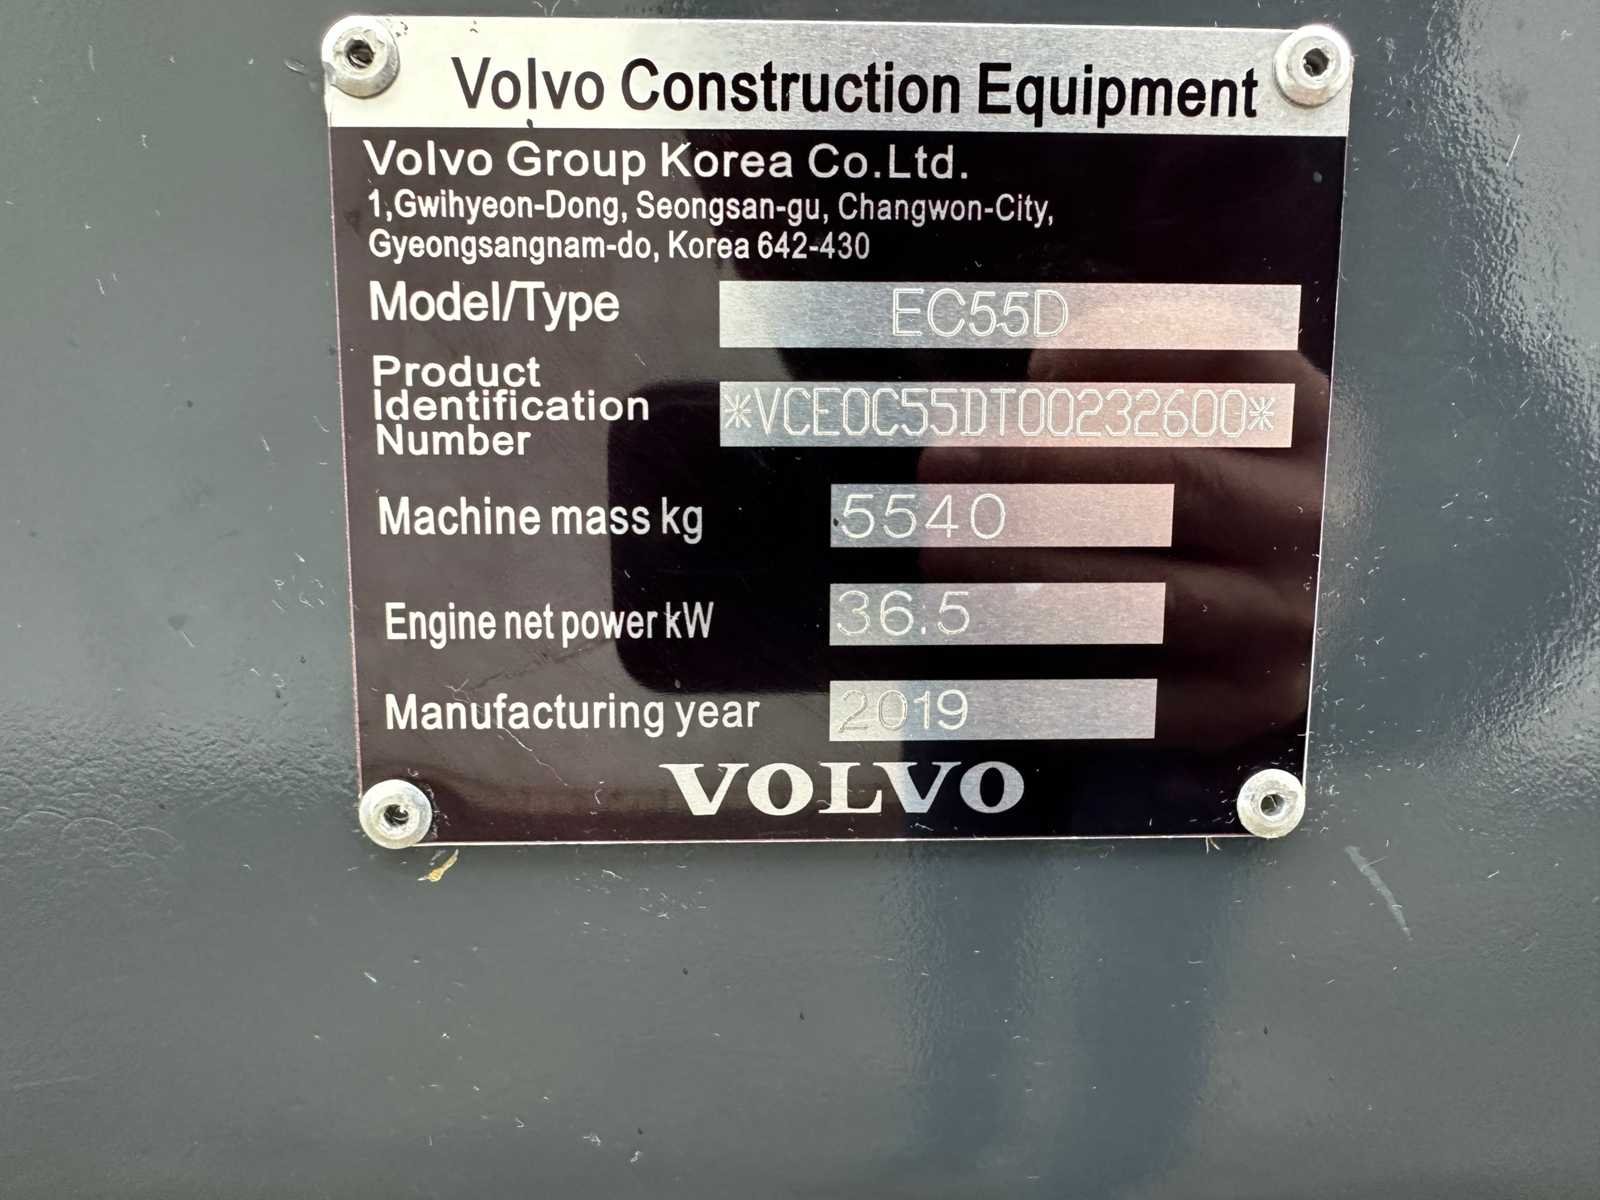 Volvo Construction Equipment
Volvo Group Korea Co.Ltd.
1,Gwihyeon-Dong, Seongsan-gu, Changwon-City,
Gyeongsangnam-do, Korea 642-430
Model/Type EC55D
Product
Identification
Number
*VCE0C55DT00232600*
Machine mass kg 5540
Engine net power kW 36.5
Manufacturing year 2019
VOLVO